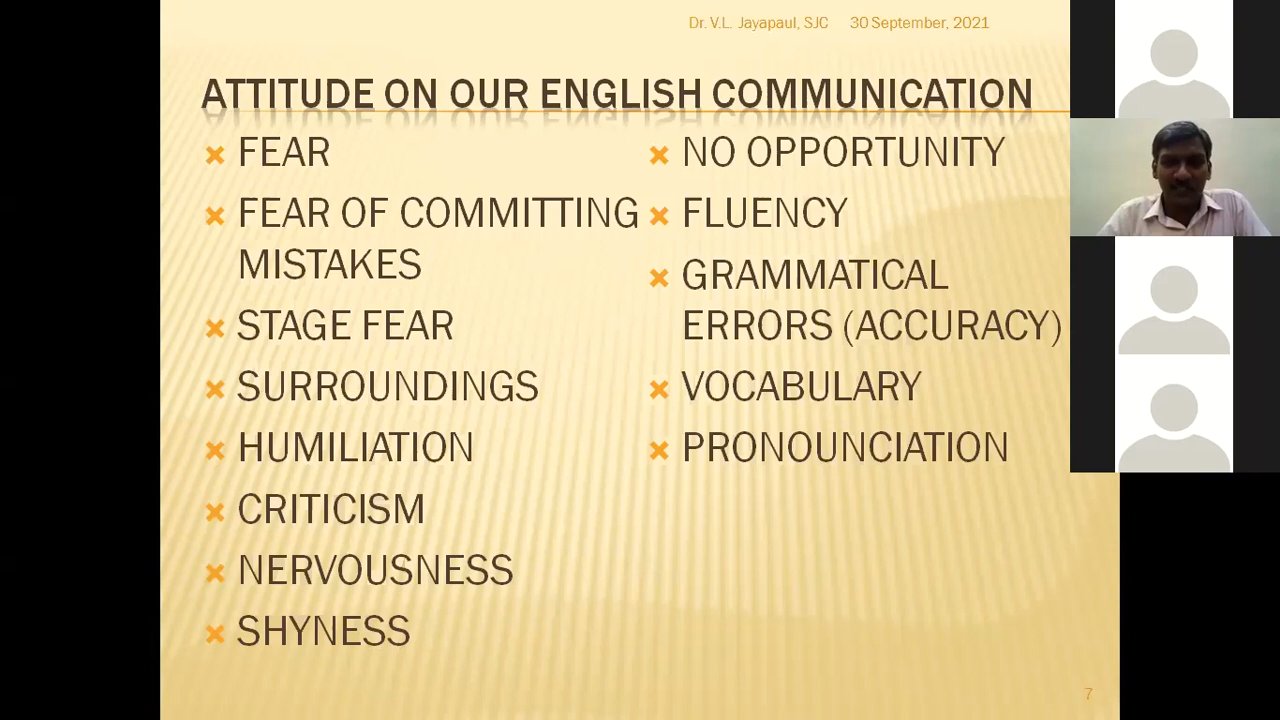 Dr. V.L. Jayapaul, SJC 30 September, 2021
ATTITUDE ON OUR ENGLISH COMMUNICATION
FEAR
FEAR OF COMMITTING
MISTAKES
STAGE FEAR
SURROUNDINGS
HUMILIATION
CRITICISM
NERVOUSNESS
SHYNESS
NO OPPORTUNITY
FLUENCY
GRAMMATICAL
ERRORS (ACCURACY)
VOCABULARY
PRONOUNCIATION
7